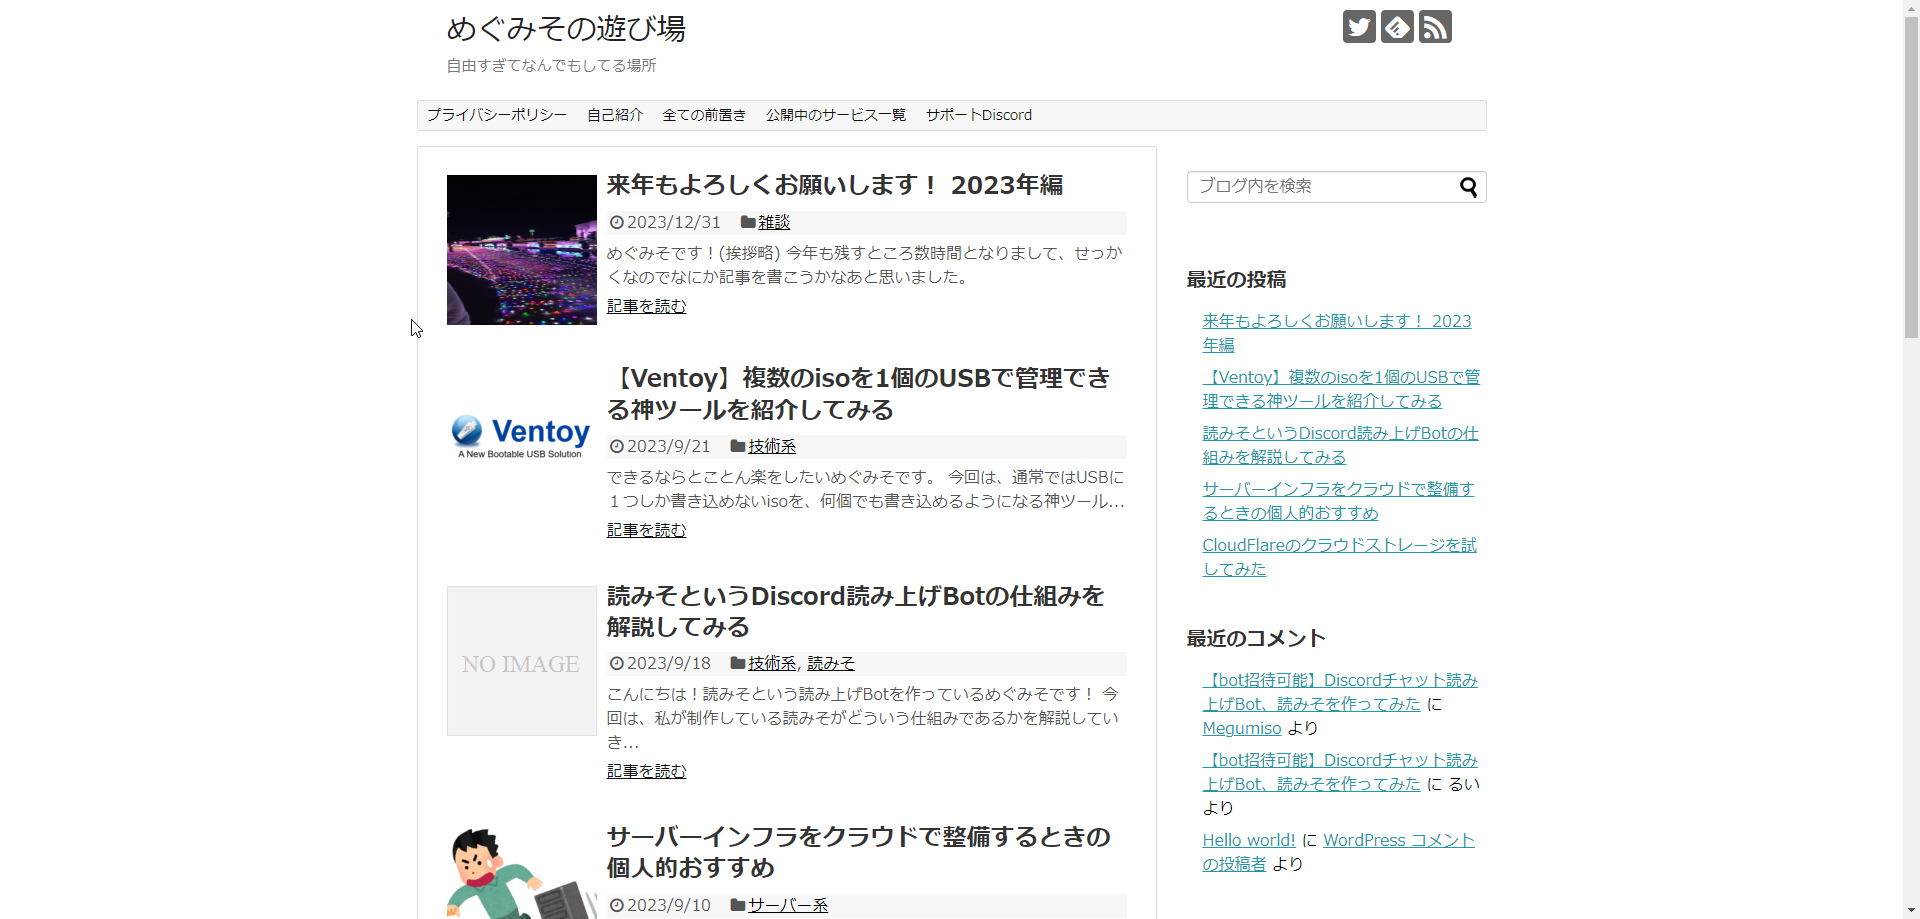 めぐみその遊び場
自由すぎてなんでもしてる場所
プライバシーポリシー 自己紹介 全ての前置き 公開中のサービス一覧 サポートDiscord
来年もよろしくお願いします！ 2023年編
2023/12/31 雑談
めぐみそです！(挨拶略) 今年も残すところ数時間となりまして、せっか
くなのでなにか記事を書こうかなあと思いました。
記事を読む
【Ventoy】複数のisoを1個のUSBで管理でき
る神ツールを紹介してみる
Ventoy
A New Bootable USB Solution
2023/9/21 技術系
できるならとことん楽をしたいめぐみそです。 今回は、通常ではUSBに
１つしか書き込めないisoを、何個でも書き込めるようになる神ツール...
記事を読む
読みそというDiscord読み上げBotの仕組みを
解説してみる
NO IMAGE
2023/9/18 技術系, 読みそ
こんにちは！読みそという読み上げBotを作っているめぐみそです！ 今
回は、私が制作している読みそがどういう仕組みであるかを解説してい
き...
記事を読む
サーバーインフラをクラウドで整備するときの
個人的おすすめ
2023/9/10 サーバー系
ブログ内を検索
最近の投稿
来年もよろしくお願いします！ 2023
年編
【Ventoy】複数のisoを1個のUSBで管
理できる神ツールを紹介してみる
読みそというDiscord読み上げBotの仕
組みを解説してみる
サーバーインフラをクラウドで整備す
るときの個人的おすすめ
CloudFlareのクラウドストレージを試
してみた
最近のコメント
【bot招待可能】Discordチャット読み
上げBot、読みそを作ってみた に
Megumiso より
【bot招待可能】Discordチャット読み
上げBot、読みそを作ってみた に るい
より
Hello world! に WordPress コメント
の投稿者 より